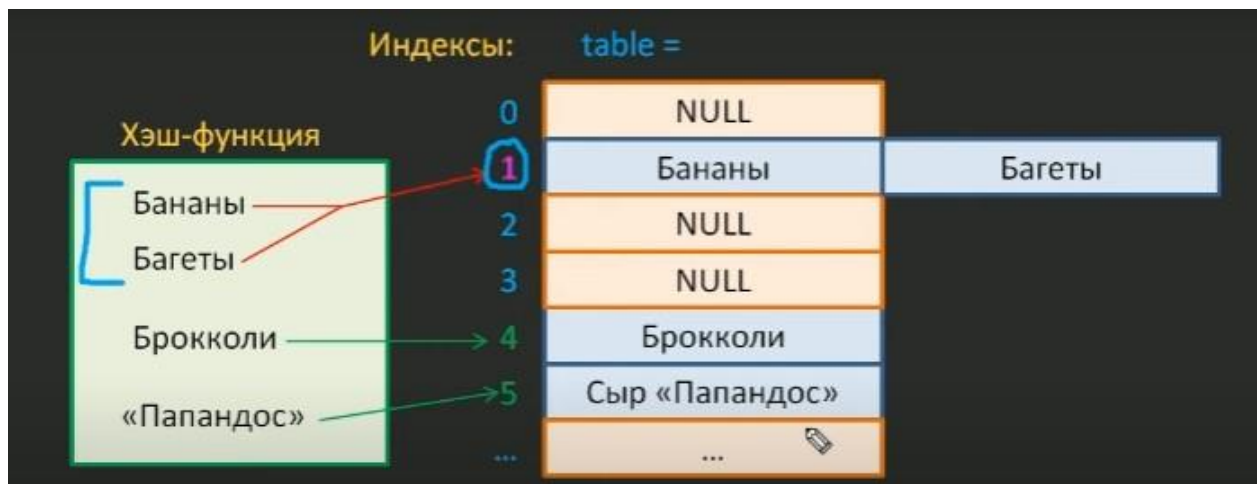 Индексы: table =
Хэш-функция
Бананы
Багеты
Брокколи
«Папандос»
0 NULL
1 Бананы Багеты
2 NULL
3 NULL
4 Брокколи
5 Сыр «Папандос»
... ...